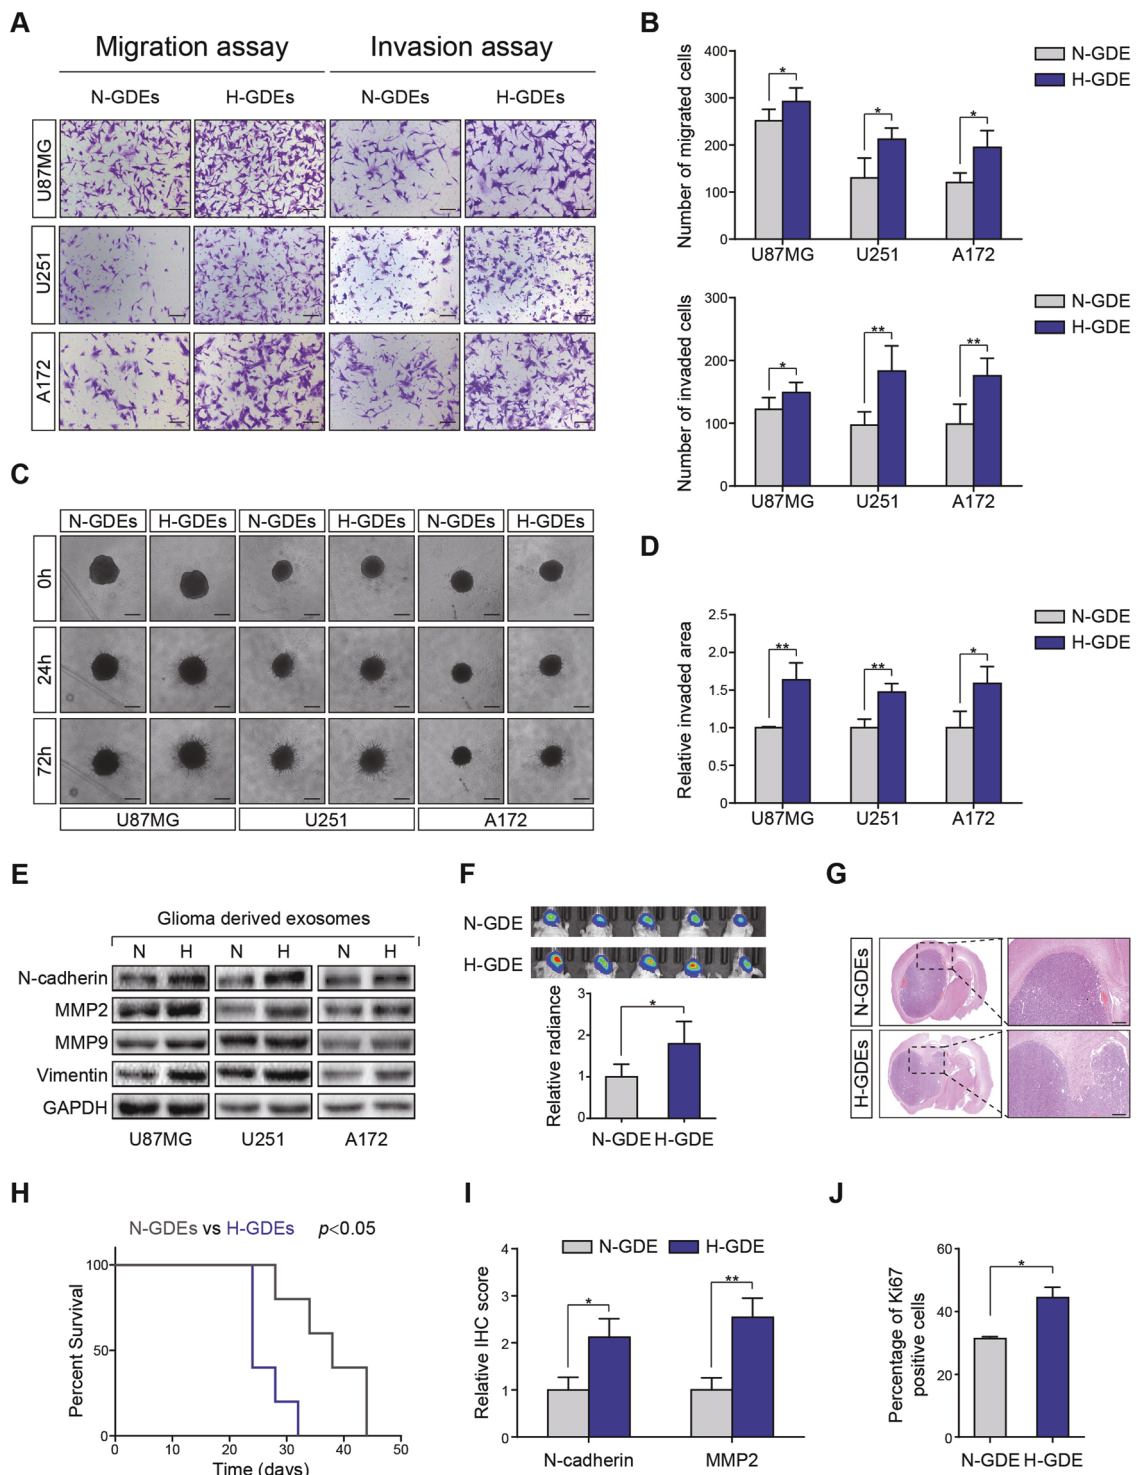 A
Migration assay
Invasion assay
N-GDEs
H-GDEs
N-GDEs
H-GDEs
U87MG
U251
A172
B
Number of migrated cells
400
300
200
100
0
*
*
*
U87MG
U251
A172
N-GDE
H-GDE
Number of invaded cells
300
200
100
0
*
**
**
U87MG
U251
A172
N-GDE
H-GDE
C
N-GDEs
H-GDEs
N-GDEs
H-GDEs
N-GDEs
H-GDEs
0h
24h
72h
U87MG
U251
A172
D
Relative invaded area
2.5
2.0
1.5
1.0
0.5
0
**
**
*
U87MG
U251
A172
N-GDE
H-GDE
E
Glioma derived exosomes
N H N H N H
N-cadherin
MMP2
MMP9
Vimentin
GAPDH
U87MG
U251
A172
F
N-GDE
H-GDE
Relative radiance
3
2
1
0
*
N-GDE H-GDE
G
N-GDEs
H-GDEs
H
N-GDEs vs H-GDEs p<0.05
Percent Survival
100
50
0
0 10 20 30 40 50
Time (days)
I
N-GDE
H-GDE
Relative IHC score
4
3
2
1
0
*
**
N-cadherin
MMP2
J
Percentage of Ki67
positive cells
60
40
20
0
*
N-GDE H-GDE